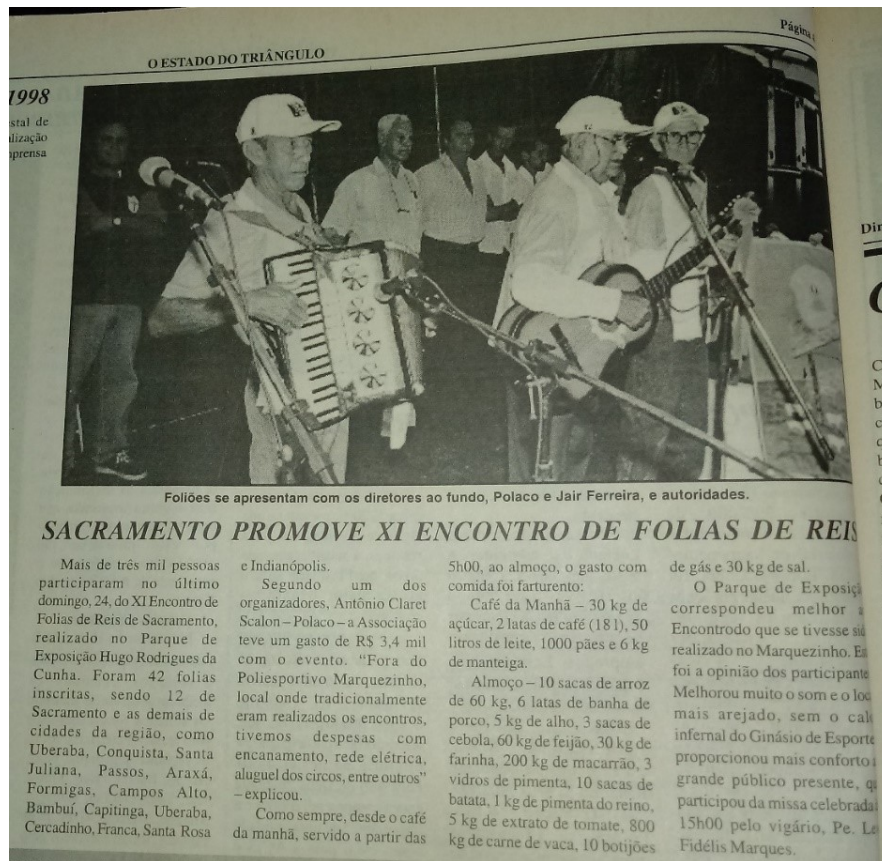 O ESTADO DO TRIÂNGULO
Página
1998
stal de
lização
mprensa
Foliões se apresentam com os diretores ao fundo, Polaco e Jair Ferreira, e autoridades.
SACRAMENTO PROMOVE XI ENCONTRO DE FOLIAS DE REIS
Mais de três mil pessoas
participaram no último
domingo, 24, do XI Encontro de
Folias de Reis de Sacramento,
realizado no Parque de
Exposição Hugo Rodrigues da
Cunha. Foram 42 folias
inscritas, sendo 12 de
Sacramento e as demais de
cidades da região, como
Uberaba, Conquista, Santa
Juliana, Passos, Araxá,
Formigas, Campos Alto,
Bambuí, Capitinga, Uberaba,
Cercadinho, Franca, Santa Rosa
e Indianópolis.
Segundo um dos
organizadores, Antônio Claret
Scalon – Polaco – a Associação
teve um gasto de R$ 3,4 mil
com o evento. "Fora do
Poliesportivo Marquezinho,
local onde tradicionalmente
eram realizados os encontros,
tivemos despesas com
encanamento, rede elétrica,
aluguel dos circos, entre outros"
– explicou.
Como sempre, desde o café
da manhã, servido a partir das
5h00, ao almoço, o gasto com
comida foi farturento:
Café da Manhã – 30 kg de
açúcar, 2 latas de café (18 l), 50
litros de leite, 1000 pães e 6 kg
de manteiga.
Almoço – 10 sacas de arroz
de 60 kg, 6 latas de banha de
porco, 5 kg de alho, 3 sacas de
cebola, 60 kg de feijão, 30 kg de
farinha, 200 kg de macarrão, 3
vidros de pimenta, 10 sacas de
batata, 1 kg de pimenta do reino,
5 kg de extrato de tomate, 800
kg de carne de vaca, 10 botijões
de gás e 30 kg de sal.
O Parque de Exposiçã
correspondeu melhor a
Encontrodo que se tivesse sid
realizado no Marquezinho. Es
foi a opinião dos participante
Melhorou muito o som e o loc
mais arejado, sem o cal
infernal do Ginásio de Esporte
proporcionou mais conforto
grande público presente, q
participou da missa celebrada
15h00 pelo vigário, Pe. Le
Fidélis Marques.
Dir